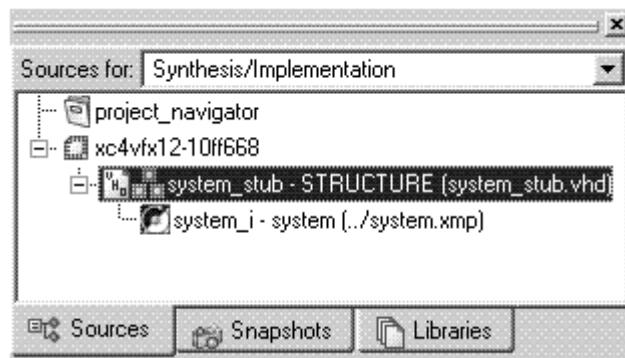 Sources for: Synthesis/Implementation
project_navigator
xc4vfx12-10ff668
system_stub - STRUCTURE (system_stub.vhd)
system_i - system (../system.xmp)
Sources Snapshots Libraries